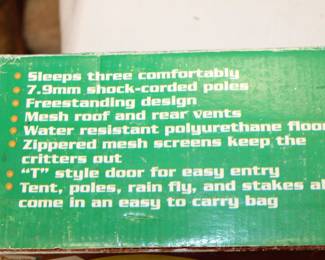 • Sleeps three comfortably
• 7.9mm shock-corded poles
• Freestanding design
• Mesh roof and rear vents
• Water resistant polyurethane floor
• Zippered mesh screens keep the
critters out
• “T” style door for easy entry
• Tent, poles, rain fly, and stakes al
come in an easy to carry bag